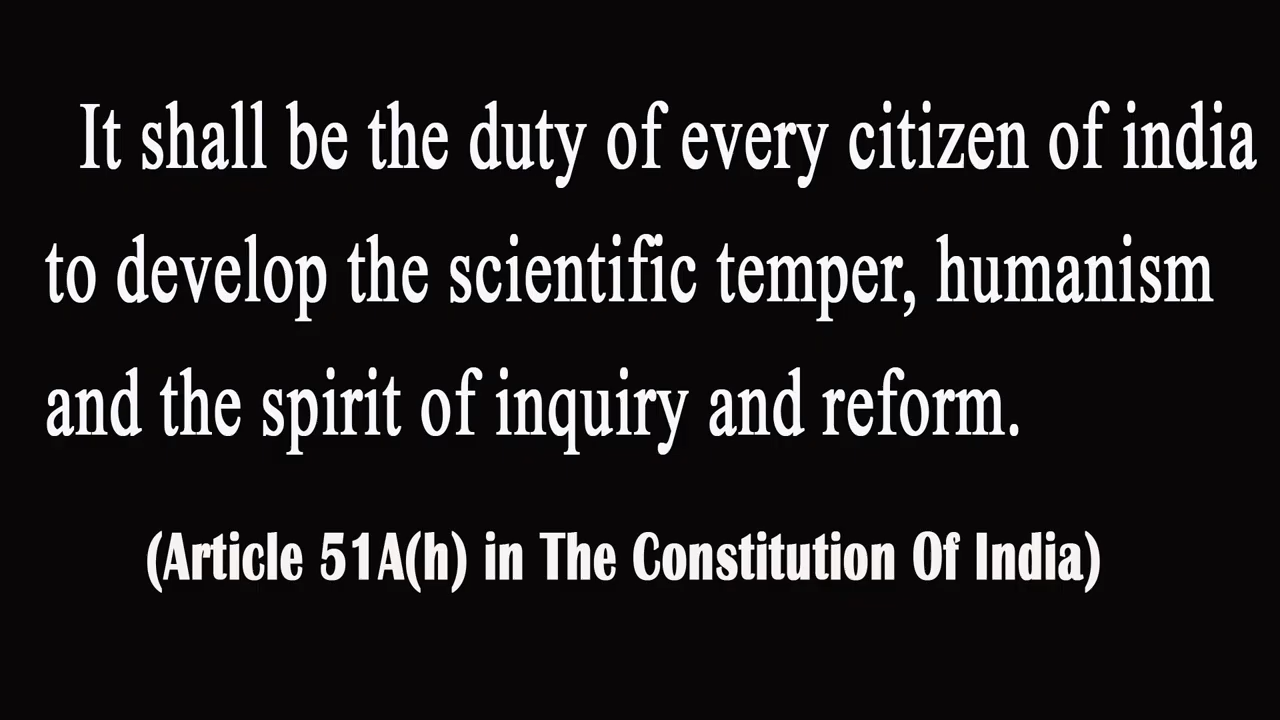 It shall be the duty of every citizen of india
to develop the scientific temper, humanism
and the spirit of inquiry and reform.
(Article 51A(h) in The Constitution Of India)